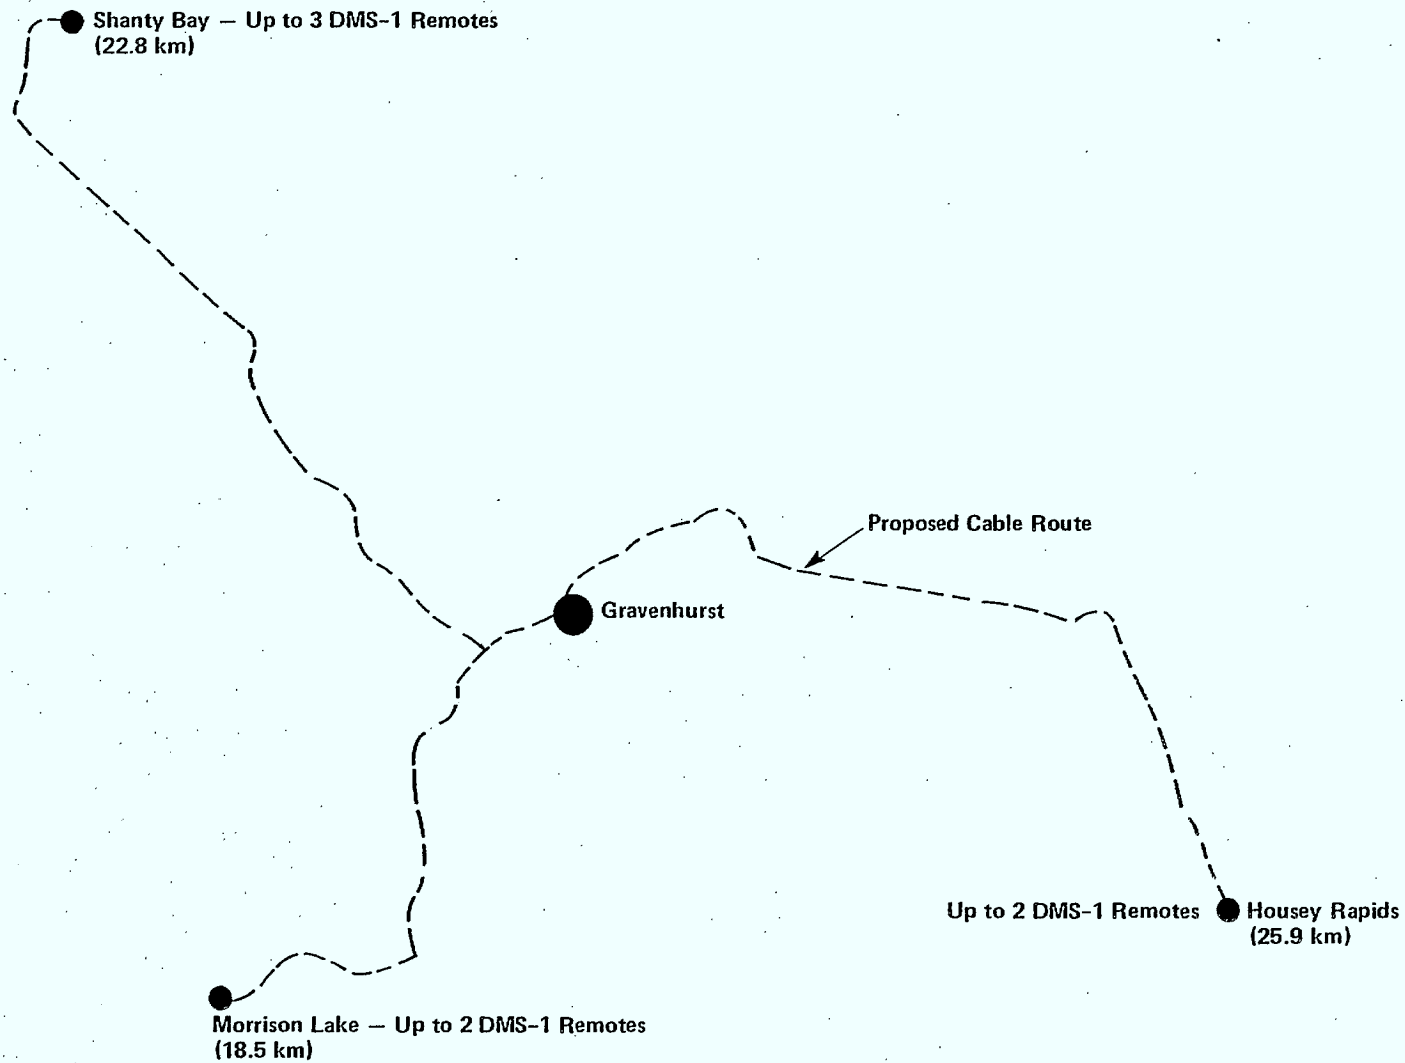 Shanty Bay — Up to 3 DMS-1 Remotes
(22.8 km)
Proposed Cable Route
Gravenhurst
Up to 2 DMS-1 Remotes
Housey Rapids
(25.9 km)
Morrison Lake — Up to 2 DMS-1 Remotes
(18.5 km)